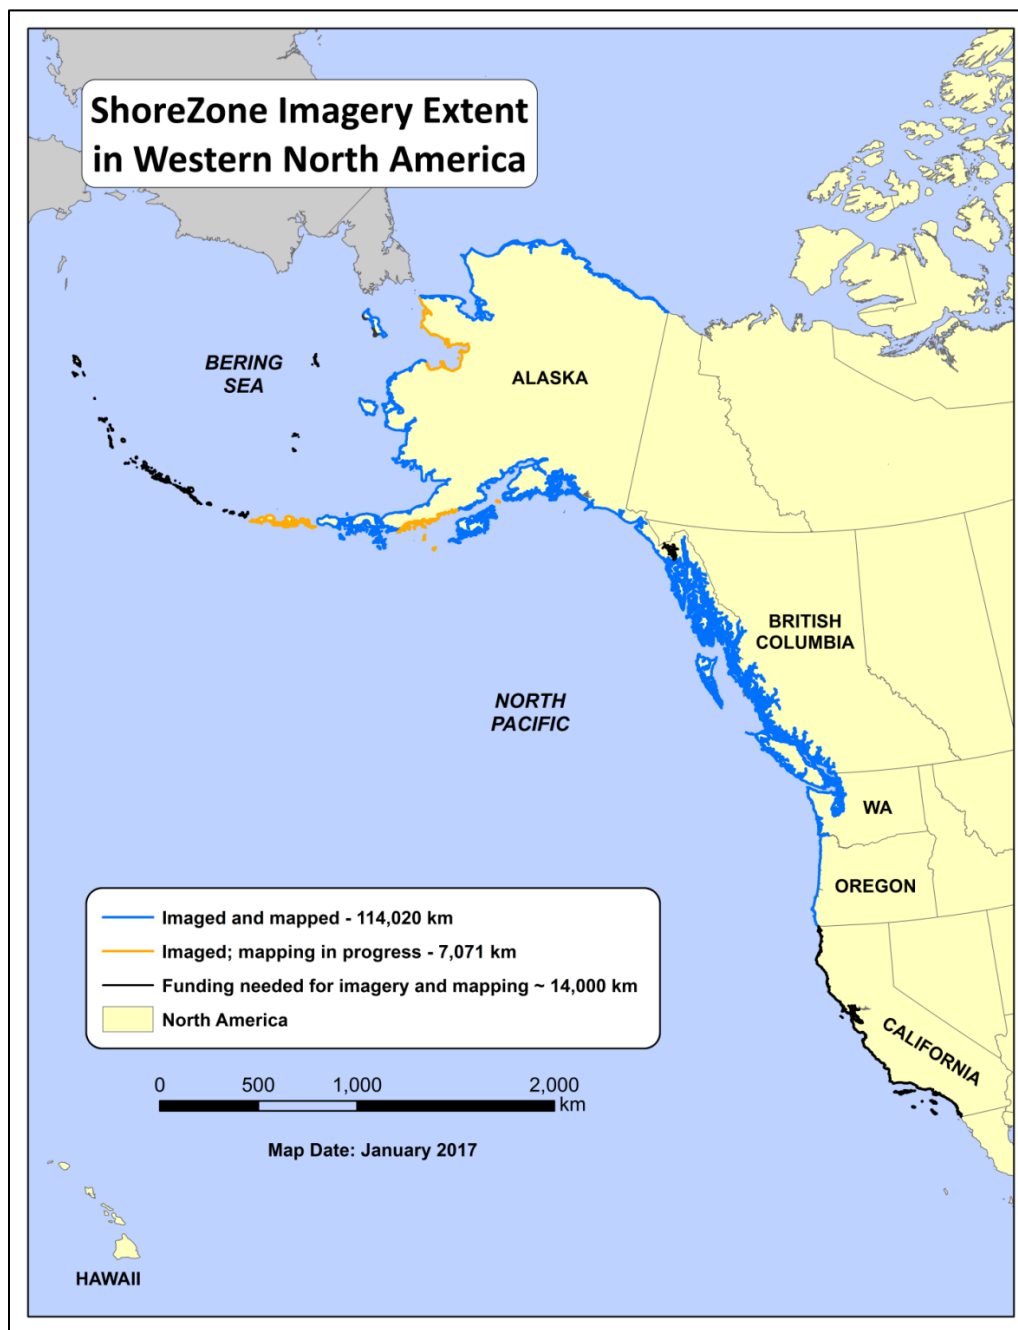 ShoreZone Imagery Extent
in Western North America
BERING
SEA
ALASKA
BRITISH
COLUMBIA
NORTH
PACIFIC
WA
OREGON
CALIFORNIA
Imaged and mapped - 114,020 km
Imaged; mapping in progress - 7,071 km
Funding needed for imagery and mapping ~ 14,000 km
North America
0 500 1,000 2,000
km
Map Date: January 2017
HAWAII